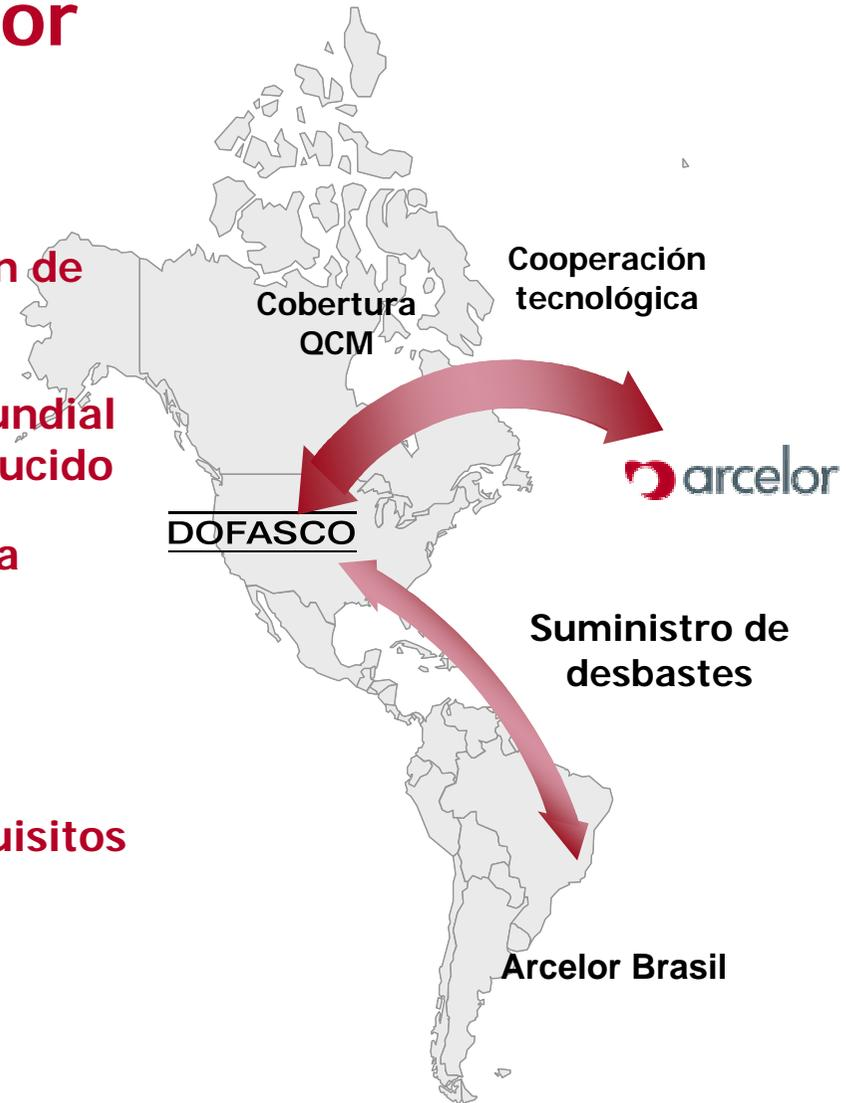 or
n de
undial
ucido
a
uisitos
Cobertura
QCM
Cooperación
tecnológica
arcelor
DOFASCO
Suministro de
desbastes
Arcelor Brasil